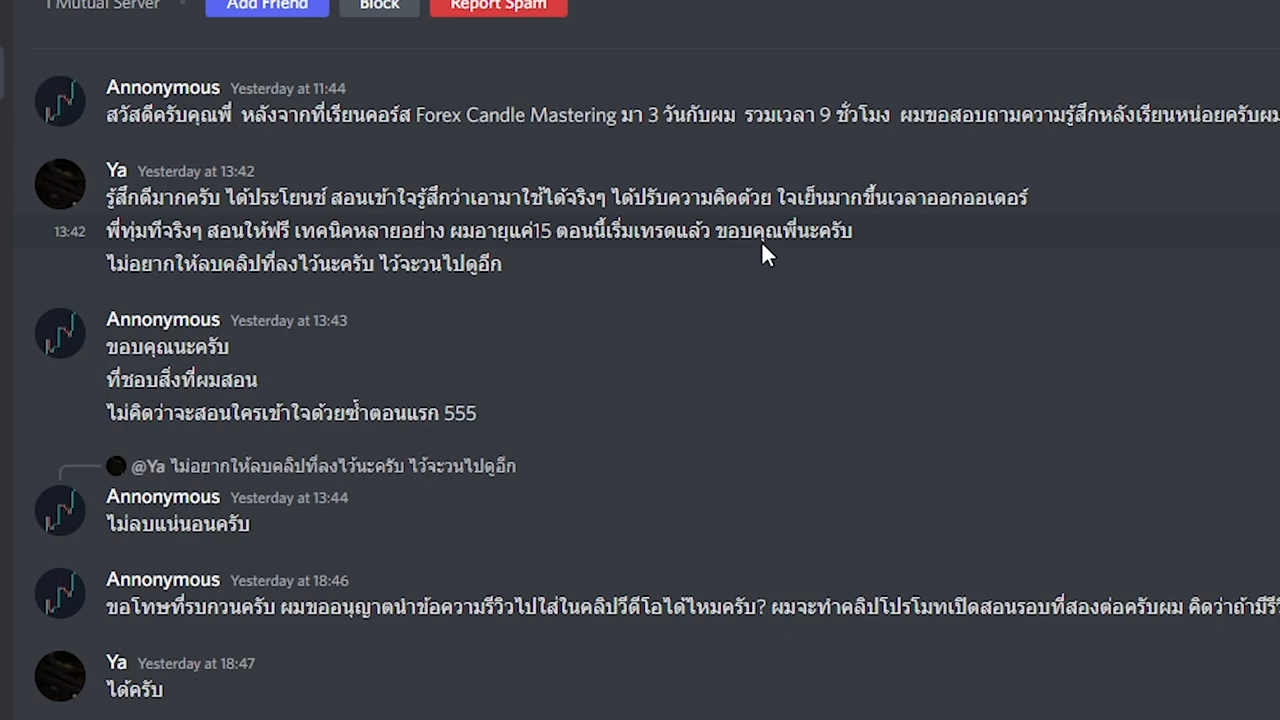 1 Mutual Server
Add Friend Block Report Spam
Annonymous Yesterday at 11:44
สวัสดีครับคุณพี่ หลังจากที่เรียนคอร์ส Forex Candle Mastering มา 3 วันกับผม รวมเวลา 9 ชั่วโมง ผมขอสอบถามความรู้สึกหลังเรียนหน่อยครับผม
Ya Yesterday at 13:42
รู้สึกดีมากครับ ได้ประโยนช์ สอนเข้าใจรู้สึกว่าเอามาใช้ได้จริงๆ ได้ปรับความคิดด้วย ใจเย็นมากขึ้นเวลาออกออเดอร์
13:42 พี่ทุ่มทีจริงๆ สอนให้ฟรี เทคนิคหลายอย่าง ผมอายุแค่15 ตอนนี้เริ่มเทรดแล้ว ขอบคุณพี่นะครับ
ไม่อยากให้ลบคลิปที่ลงไว้นะครับ ไว้จะวนไปดูอีก
Annonymous Yesterday at 13:43
ขอบคุณนะครับ
ที่ชอบสิ่งที่ผมสอน
ไม่คิดว่าจะสอนใครเข้าใจด้วยซ้ำตอนแรก 555
@Ya ไม่อยากให้ลบคลิปที่ลงไว้นะครับ ไว้จะวนไปดูอีก
Annonymous Yesterday at 13:44
ไม่ลบแน่นอนครับ
Annonymous Yesterday at 18:46
ขอโทษที่รบกวนครับ ผมขออนุญาตนำข้อความรีวิวไปใส่ในคลิปวีดีโอได้ไหมครับ? ผมจะทำคลิปโปรโมทเปิดสอนรอบที่สองต่อครับผม คิดว่าถ้ามี
Ya Yesterday at 18:47
ได้ครับ